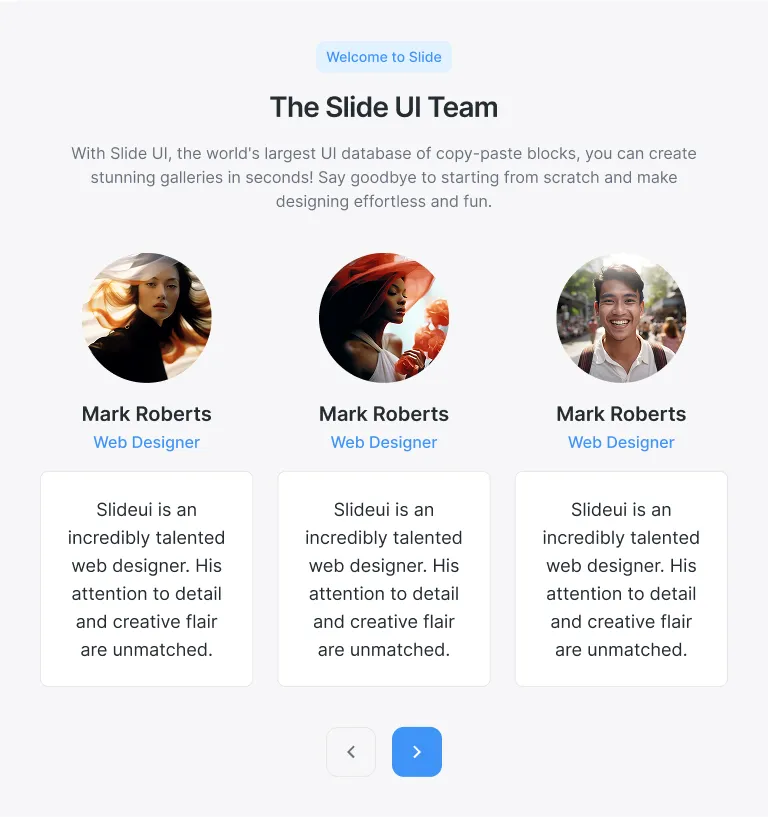 Welcome to Slide
The Slide UI Team
With Slide UI, the world's largest UI database of copy-paste blocks, you can create
stunning galleries in seconds! Say goodbye to starting from scratch and make
designing effortless and fun.
Mark Roberts
Web Designer
Slideui is an
incredibly talented
web designer. His
attention to detail
and creative flair
are unmatched.
Mark Roberts
Web Designer
Slideui is an
incredibly talented
web designer. His
attention to detail
and creative flair
are unmatched.
Mark Roberts
Web Designer
Slideui is an
incredibly talented
web designer. His
attention to detail
and creative flair
are unmatched.